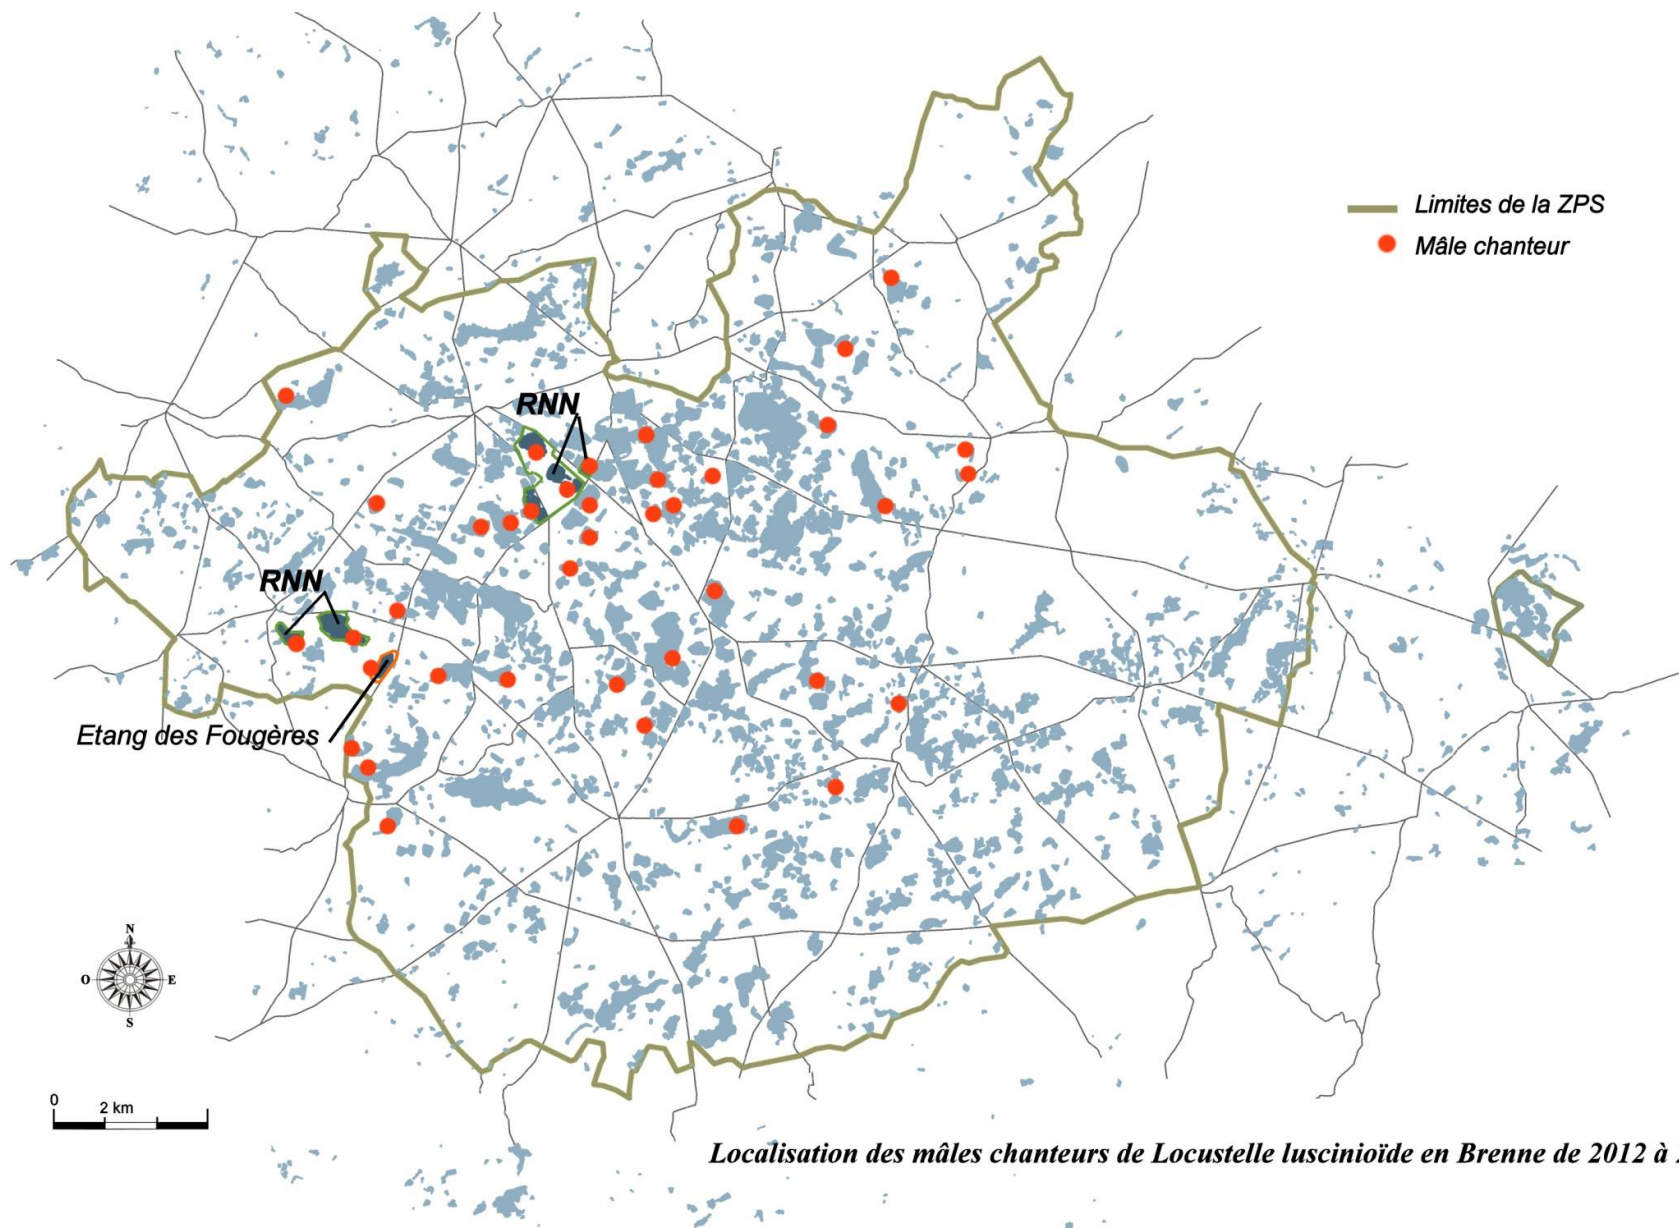 Limites de la ZPS
Mâle chanteur
RNN
RNN
Etang des Fougères
N
O E
S
0
2 km
Localisation des mâles chanteurs de Locustelle luscinioïde en Brenne de 2012 à